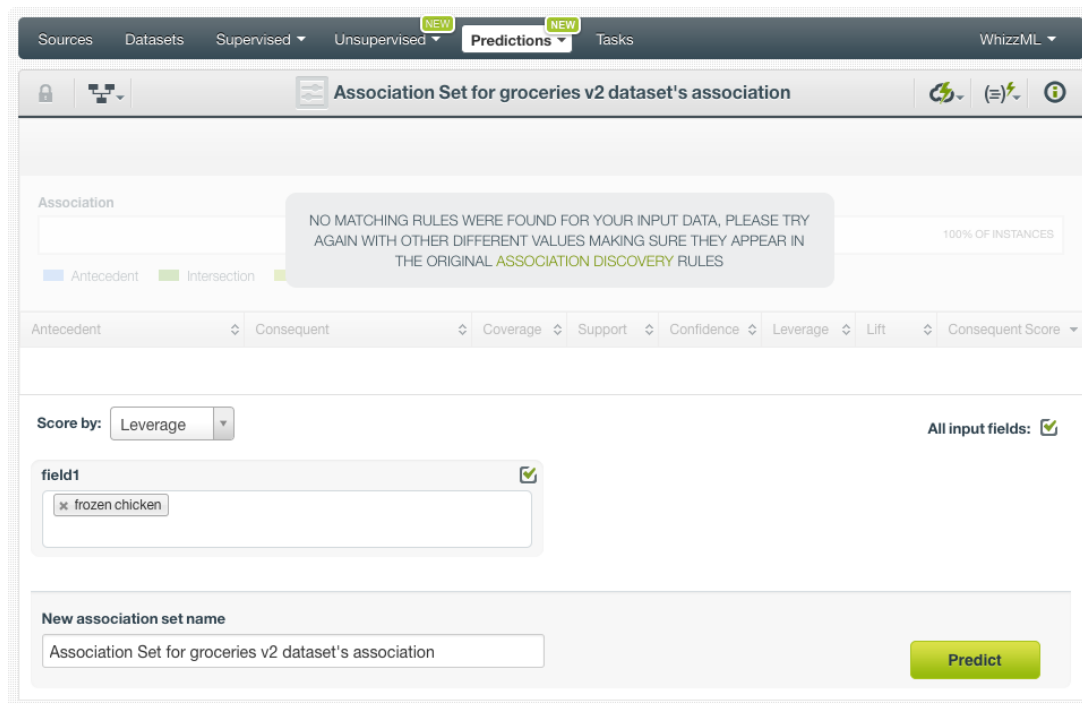 NEW NEW
Sources Datasets Supervised Unsupervised Predictions Tasks WhizzML
Association Set for groceries v2 dataset's association
Association
NO MATCHING RULES WERE FOUND FOR YOUR INPUT DATA, PLEASE TRY
AGAIN WITH OTHER DIFFERENT VALUES MAKING SURE THEY APPEAR IN
THE ORIGINAL ASSOCIATION DISCOVERY RULES
100% OF INSTANCES
Antecedent Intersection
Antecedent Consequent Coverage Support Confidence Leverage Lift Consequent Score
Score by: Leverage All input fields:
field1
× frozen chicken
New association set name
Association Set for groceries v2 dataset's association
Predict